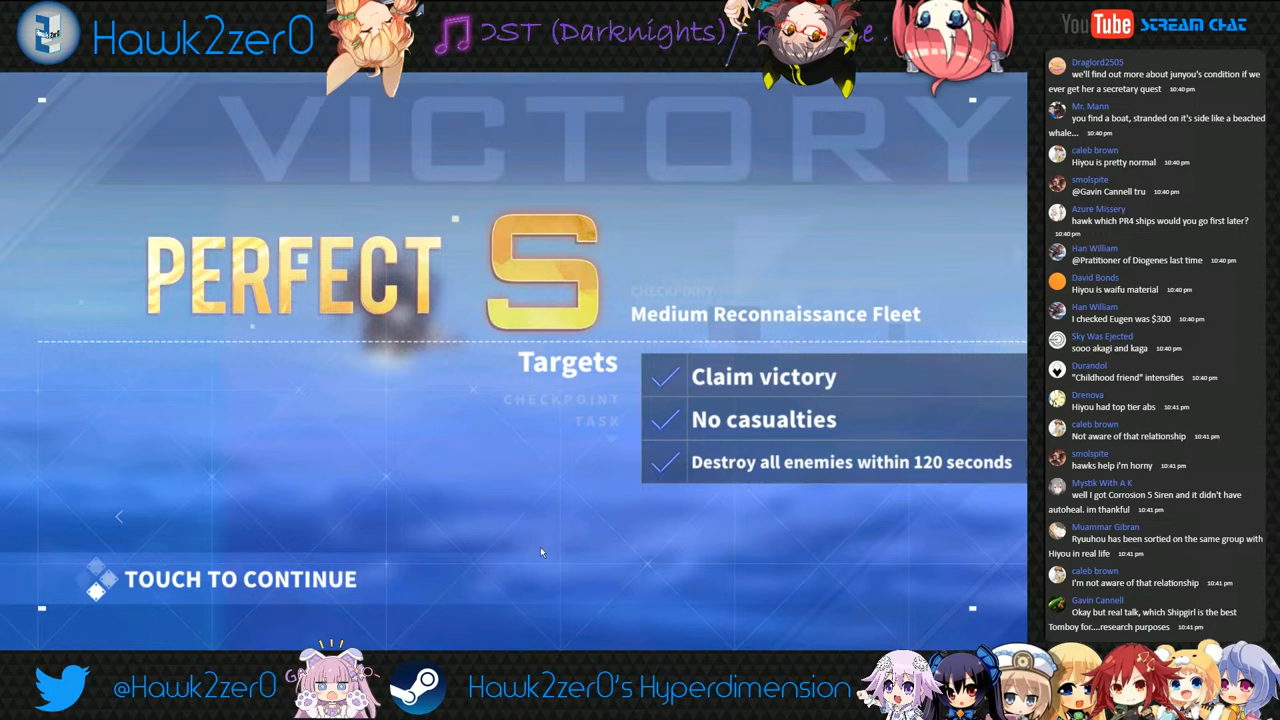 Hawk2zer0
OST (Darknights) -
You Tube STREAM CHAT
VICTORY
PERFECT S
CHECKPOINT
Medium Reconnaissance Fleet
Targets
CHECKPOINT
TASK
Claim victory
No casualties
Destroy all enemies within 120 seconds
TOUCH TO CONTINUE
Draglord2505
we'll find out more about junyou's condition if we
ever get her a secretary quest 10:40 pm
Mr. Mann
you find a boat, stranded on it's side like a beached
whale... 10:40 pm
caleb brown
Hiyou is pretty normal 10:40 pm
smolspite
@Gavin Cannell tru 10:40 pm
Azure Missery
hawk which PR4 ships would you go first later?
10:40 pm
Han William
@Pratitioner of Diogenes last time 10:40 pm
David Bonds
Hiyou is waifu material 10:40 pm
Han William
I checked Eugen was $300 10:40 pm
Sky Was Ejected
sooo akagi and kaga 10:40 pm
Durandol
"Childhood friend" intensifies 10:40 pm
Drenova
Hiyou had top tier abs 10:41 pm
caleb brown
Not aware of that relationship 10:41 pm
smolspite
hawks help i'm horny 10:41 pm
Mystik With A K
well I got Corrosion 5 Siren and it didn't have
autoheal. im thankful 10:41 pm
Muammar Gibran
Ryuuhou has been sortied on the same group with
Hiyou in real life 10:41 pm
caleb brown
I'm not aware of that relationship 10:41 pm
Gavin Cannell
Okay but real talk, which Shipgirl is the best
Tomboy for....research purposes 10:41 pm
@Hawk2zer0
Hawk2zer0's Hyperdimension